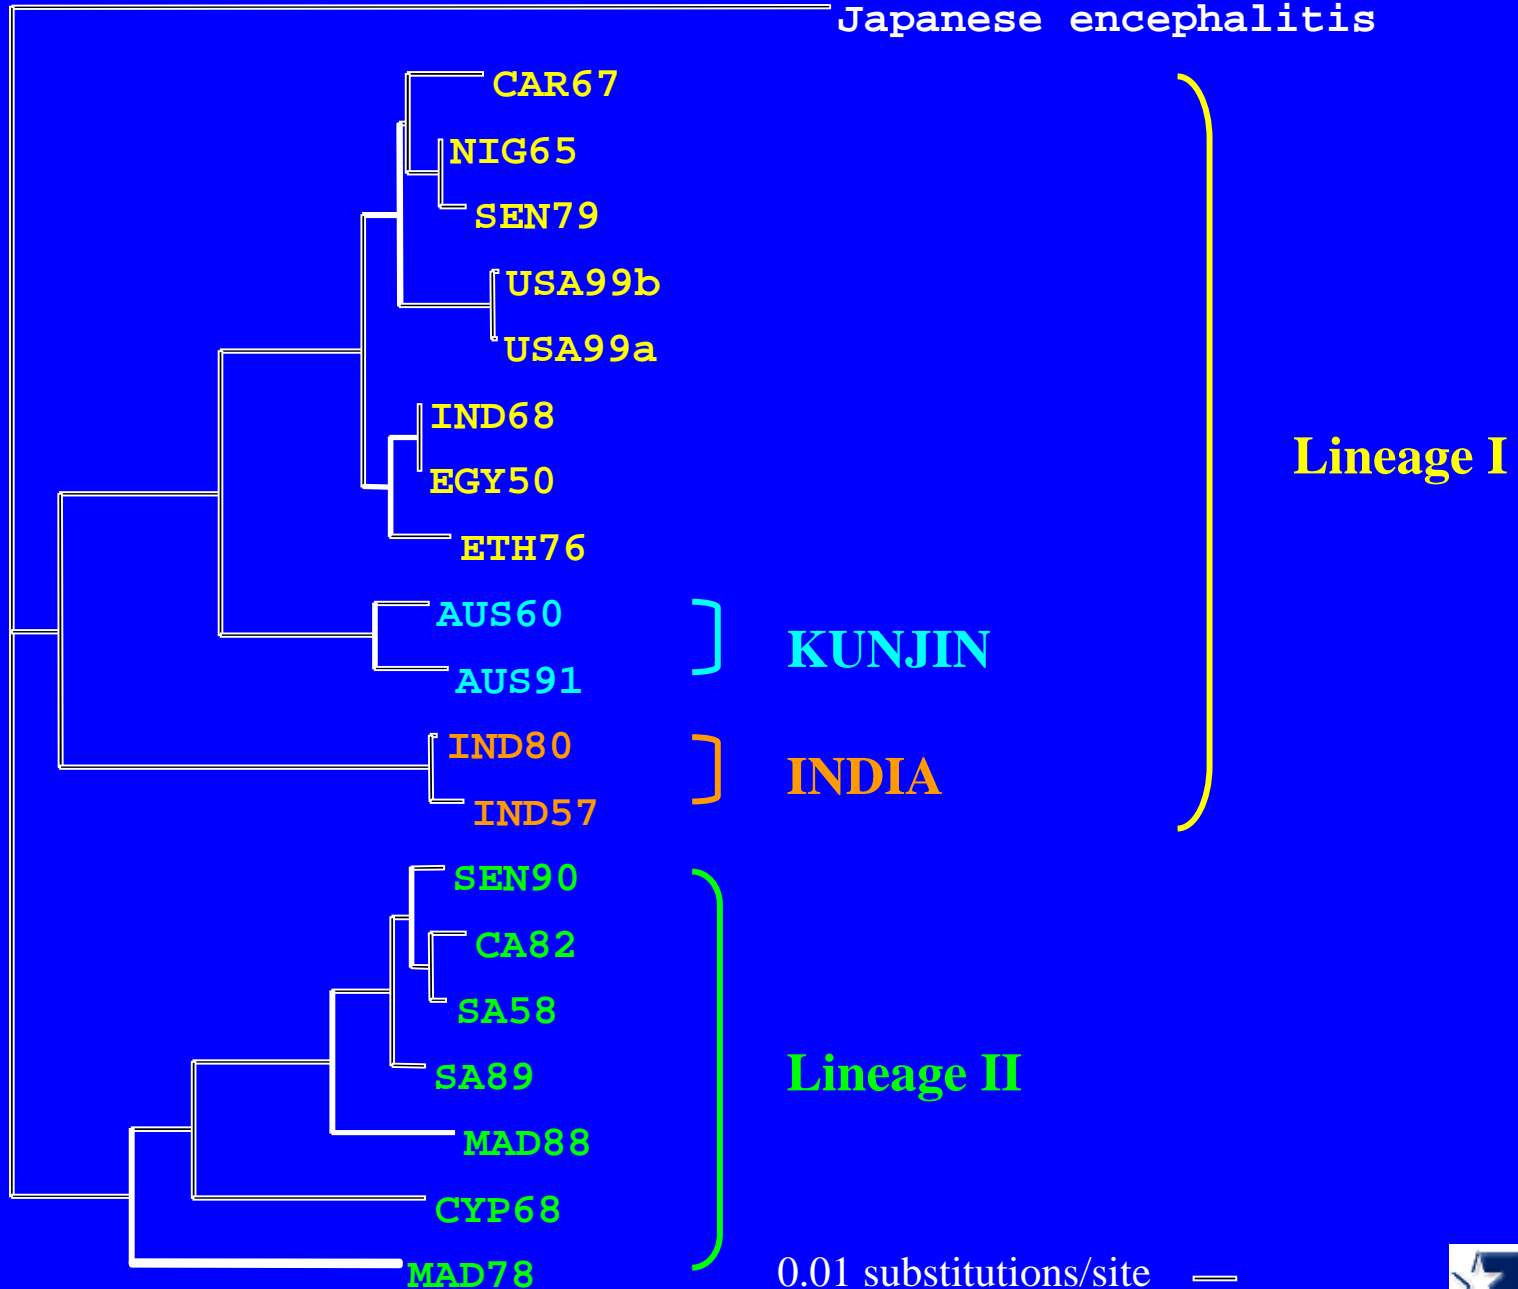 Japanese encephalitis
CAR67
NIG65
SEN79
USA99b
USA99a
IND68
Lineage I
EGY50
ETH76
AUS60
KUNJIN
AUS91
IND80
INDIA
IND57
SEN90
CA82
SA58
SA89
Lineage II
MAD88
CYP68
MAD78
0.01 substitutions/site